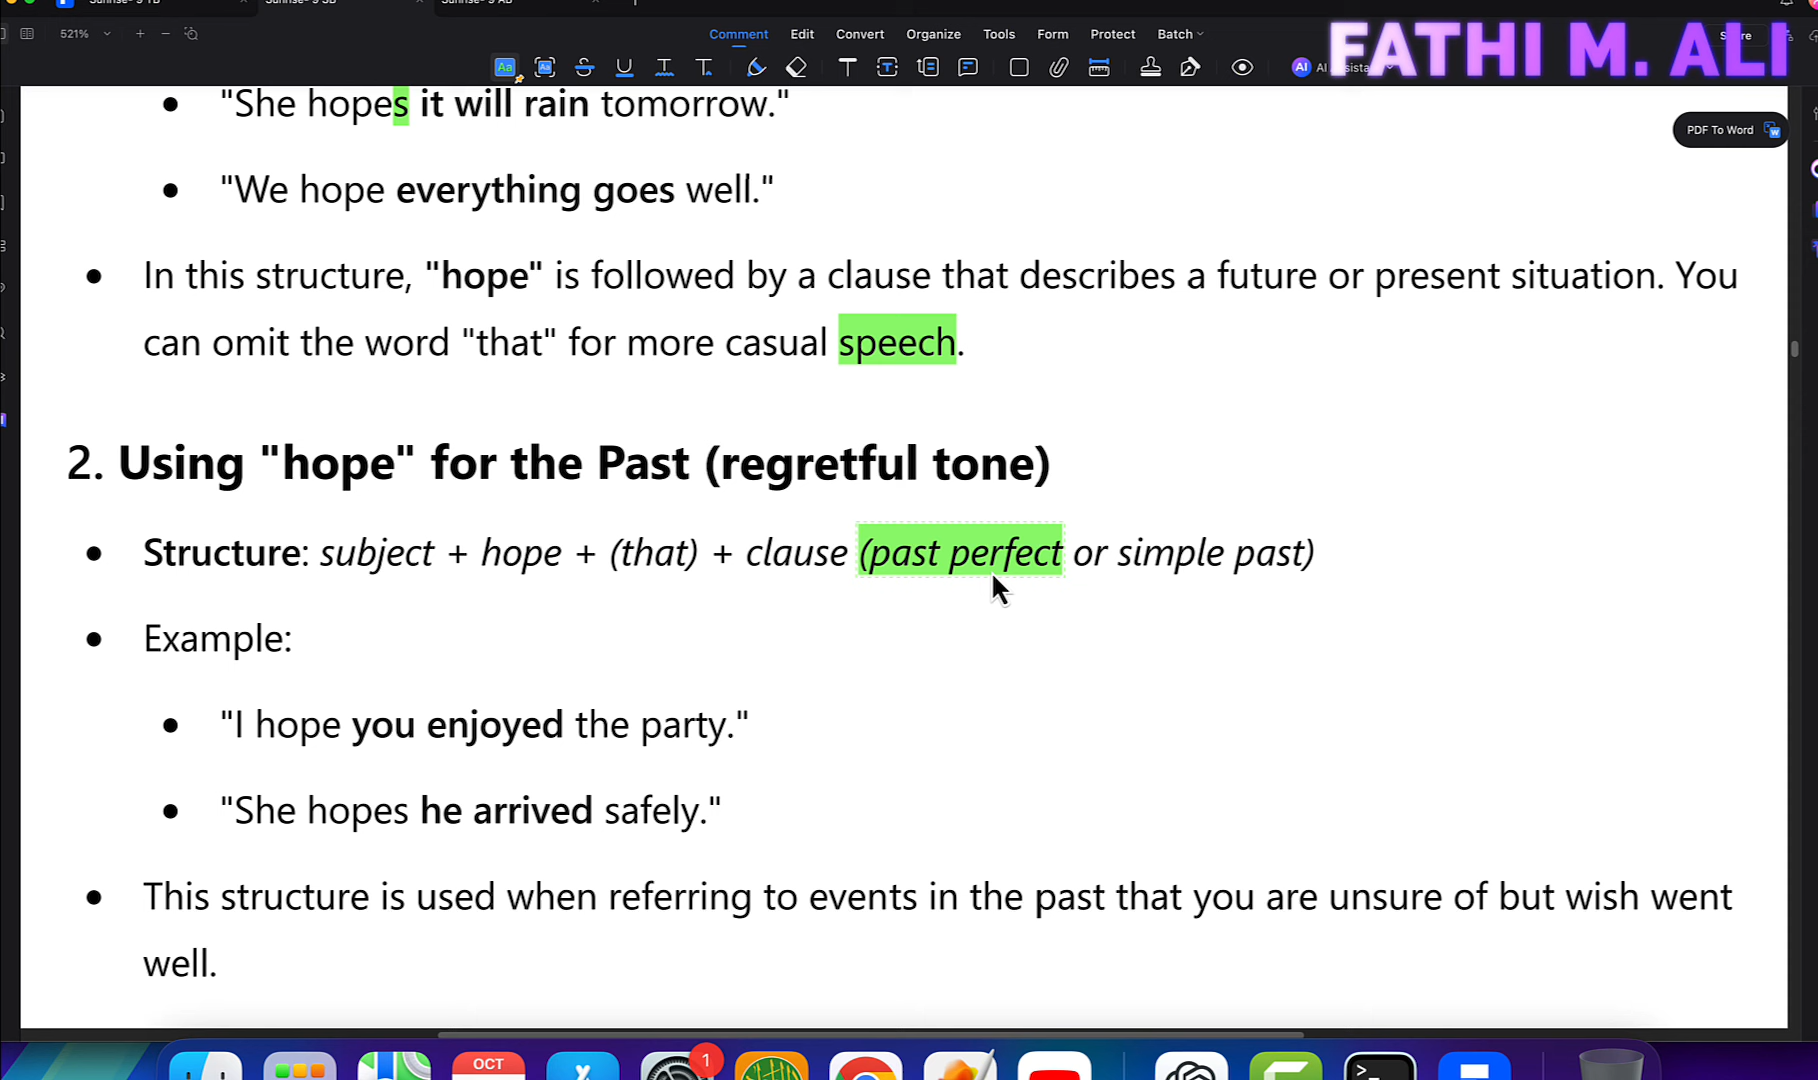 521%
Comment Edit Convert Organize Tools Form Protect Batch
FATHI M. ALI
PDF To Word
• "She hopes it will rain tomorrow."
• "We hope everything goes well."
• In this structure, "hope" is followed by a clause that describes a future or present situation. You
can omit the word "that" for more casual speech.
2. Using "hope" for the Past (regretful tone)
• Structure: subject + hope + (that) + clause (past perfect or simple past)
• Example:
• "I hope you enjoyed the party."
• "She hopes he arrived safely."
• This structure is used when referring to events in the past that you are unsure of but wish went
well.
OCT
1